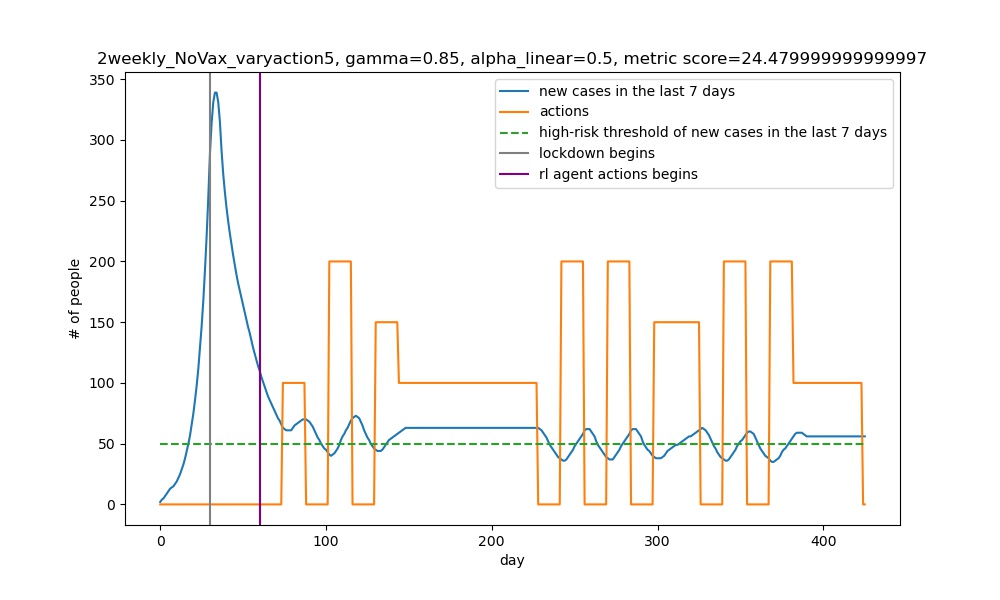 2weekly_NoVax_varyaction5, gamma=0.85, alpha_linear=0.5, metric score=24.479999999999997
new cases in the last 7 days
actions
high-risk threshold of new cases in the last 7 days
lockdown begins
rl agent actions begins
# of people
350
300
250
200
150
100
50
0
0
100
200
300
400
day